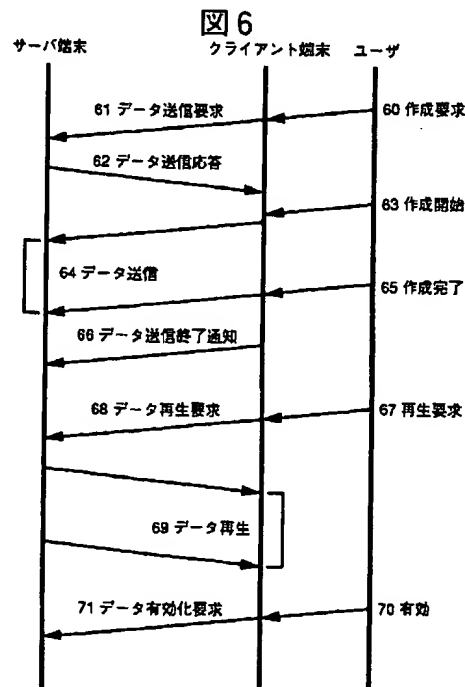 図6
サーバ端末
クライアント端末
ユーザ
61 データ送信要求
60 作成要求
62 データ送信応答
63 作成開始
64 データ送信
65 作成完了
66 データ送信終了通知
68 データ再生要求
67 再生要求
69 データ再生
71 データ有効化要求
70 有効